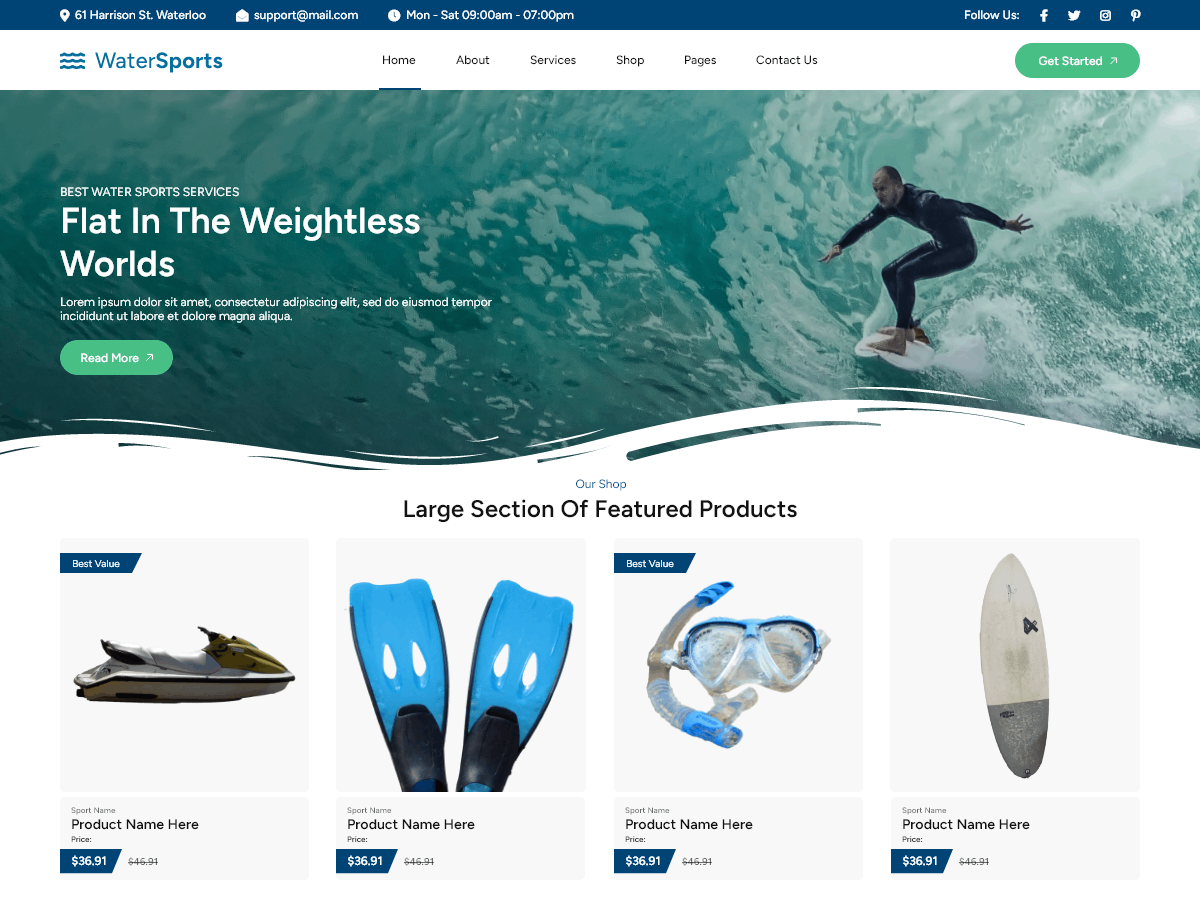 61 Harrison St. Waterloo support@mail.com Mon - Sat 09:00am - 07:00pm Follow Us:
WaterSports Home About Services Shop Pages Contact Us Get Started
BEST WATER SPORTS SERVICES
Flat In The Weightless
Worlds
Lorem ipsum dolor sit amet, consectetur adipiscing elit, sed do eiusmod tempor
incididunt ut labore et dolore magna aliqua.
Read More
Our Shop
Large Section Of Featured Products
Best Value Best Value
Sport Name Sport Name Sport Name Sport Name
Product Name Here Product Name Here Product Name Here Product Name Here
Price: Price: Price: Price:
$36.91 $46.91 $36.91 $46.91 $36.91 $46.91 $36.91 $46.91